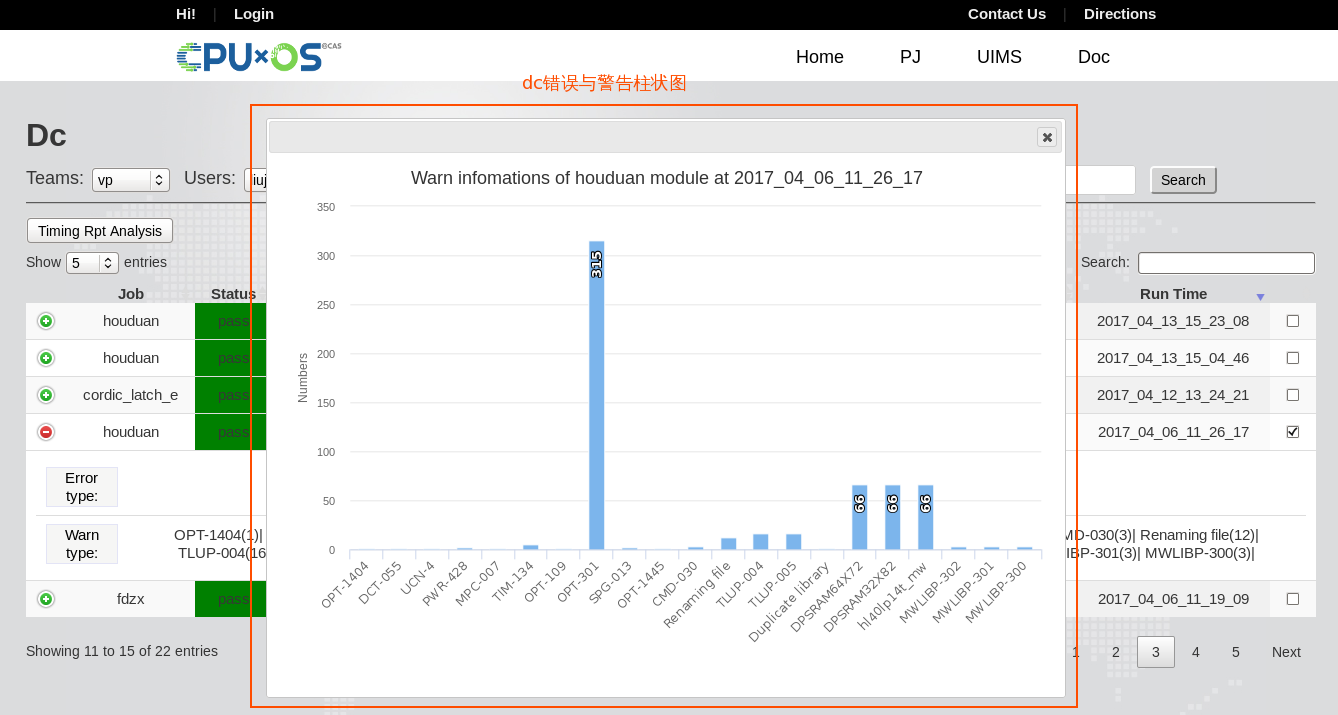 Hi! | Login Contact Us | Directions
CPU×OS @CAS Home PJ UIMS Doc
dc错误与警告柱状图
Dc
Teams: vp Users: Search
Timing Rpt Analysis
Show 5 entries Search:
Job Status Run Time
houduan pass 2017_04_13_15_23_08
houduan pass 2017_04_13_15_04_46
cordic_latch_e pass 2017_04_12_13_24_21
houduan pass 2017_04_06_11_26_17
Error
type:
Warn
type:
OPT-1404(1)| MD-030(3)| Renaming file(12)|
TLUP-004(16 IBP-301(3)| MWLIBP-300(3)|
fdzx pass 2017_04_06_11_19_09
Showing 11 to 15 of 22 entries 1 2 3 4 5 Next
Warn infomations of houduan module at 2017_04_06_11_26_17
Numbers
350
300
250
200
150
100
50
0
315
66
66
66
OPT-1404
DCT-055
UCN-4
PWR-428
MPC-007
TIM-134
OPT-109
OPT-301
SPG-013
OPT-1445
CMD-030
Renaming file
TLUP-004
TLUP-005
Duplicate library
DPSRAM64X72
DPSRAM32X82
hl40lp14t_mw
MWLIBP-302
MWLIBP-301
MWLIBP-300